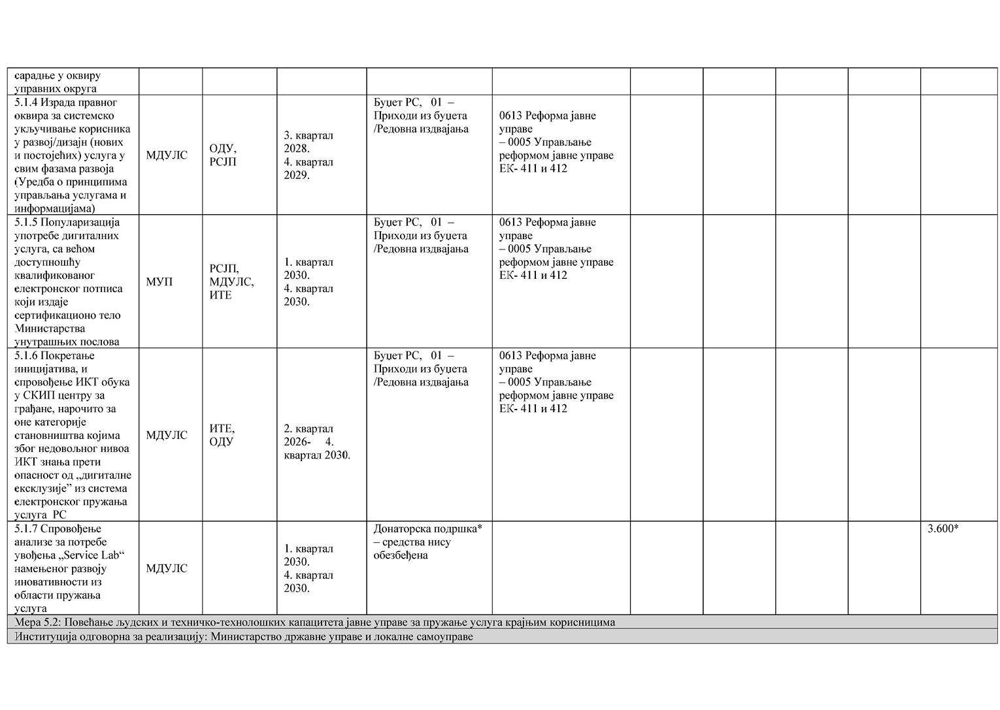 сарадње у оквиру
управних округа
5.1.4 Израда правног
оквира за системско
укључивање корисника
у развој/дизајн (нових
и постојећих) услуга у
свим фазама развоја
(Уредба о принципима
управљања услугама и
информацијама)
МДУЛС
ОДУ,
РСЈП
3. квартал
2028.
4. квартал
2029.
Буџет РС, 01 –
Приходи из буџета
/Редовна издвајања
0613 Реформа јавне
управе
– 0005 Управљање
реформом јавне управе
ЕК- 411 и 412
5.1.5 Популаризација
употребе дигиталних
услуга, са већом
доступношћу
квалификованог
електронског потписа
који издаје
сертификационо тело
Министарства
унутрашњих послова
МУП
РСЈП,
МДУЛС,
ИТЕ
1. квартал
2030.
4. квартал
2030.
Буџет РС, 01 –
Приходи из буџета
/Редовна издвајања
0613 Реформа јавне
управе
– 0005 Управљање
реформом јавне управе
ЕК- 411 и 412
5.1.6 Покретање
иницијатива, и
спровођење ИКТ обука
у СКИП центру за
грађане, нарочито за
оне категорије
становништва којима
због недовољног нивоа
ИКТ знања прети
опасност од „дигиталне
ексклузије” из система
електронског пружања
услуга РС
МДУЛС
ИТЕ,
ОДУ
2. квартал
2026- 4.
квартал 2030.
Буџет РС, 01 –
Приходи из буџета
/Редовна издвајања
0613 Реформа јавне
управе
– 0005 Управљање
реформом јавне управе
ЕК- 411 и 412
5.1.7 Спровођење
анализе за потребе
увођења „Service Lab“
намењеног развоју
иновативности из
области пружања
услуга
МДУЛС
1. квартал
2030.
4. квартал
2030.
Донаторска подршка*
– средства нису
обезбеђена
3.600*
Мера 5.2: Повећање људских и техничко-технолошких капацитета јавне управе за пружање услуга крајњим корисницима
Институција одговорна за реализацију: Министарство државне управе и локалне самоуправе